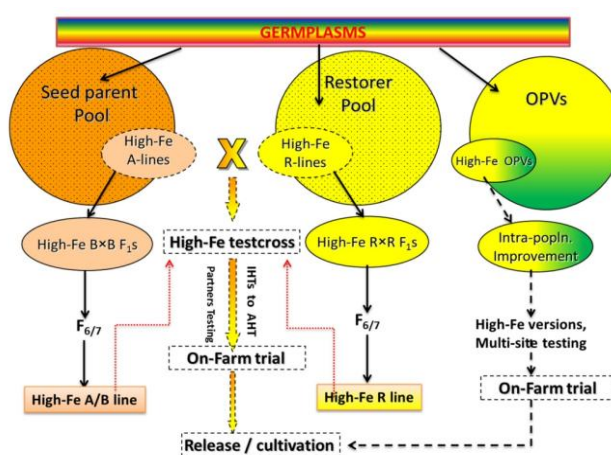 GERMPLASMS
Seed parent
Pool
High-Fe
A-lines
X
Restorer
Pool
High-Fe
R-lines
OPVs
High-Fe OPVs
High-Fe B×B F₁s
High-Fe testcross
High-Fe R×R F₁s
Intra-popln.
Improvement
F₆/₇
Partners Testing
IHTs to AHT
F₆/₇
High-Fe versions,
Multi-site testing
On-Farm trial
High-Fe A/B line
High-Fe R line
On-Farm trial
Release / cultivation